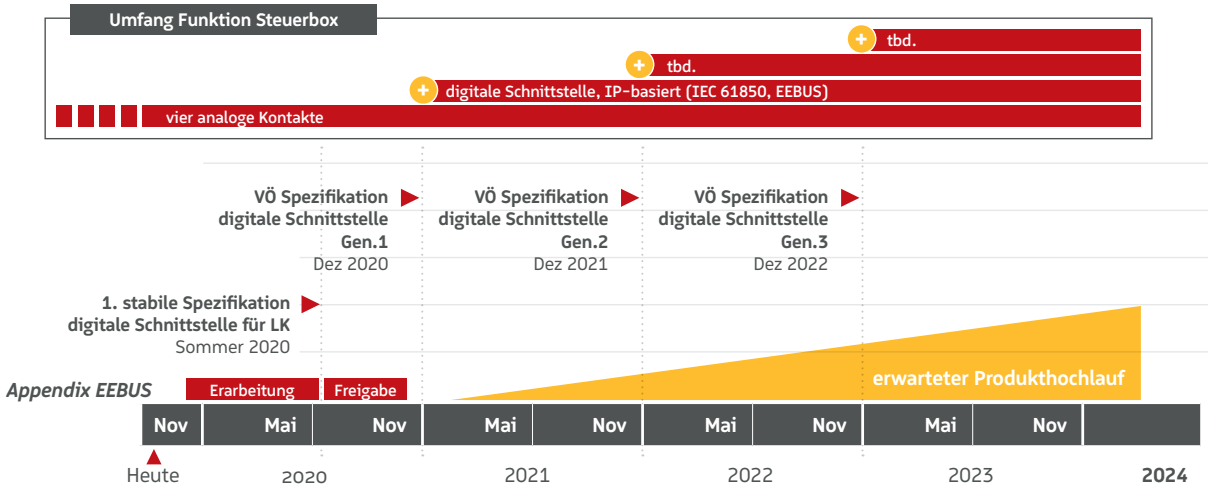 Umfang Funktion Steuerbox
+ tbd.
+ tbd.
+ digitale Schnittstelle, IP-basiert (IEC 61850, EEBUS)
vier analoge Kontakte
VÖ Spezifikation
digitale Schnittstelle
Gen.1
Dez 2020
VÖ Spezifikation
digitale Schnittstelle
Gen.2
Dez 2021
VÖ Spezifikation
digitale Schnittstelle
Gen.3
Dez 2022
1. stabile Spezifikation
digitale Schnittstelle für LK
Sommer 2020
erwarteter Produkthochlauf
Appendix EEBUS
Erarbeitung
Freigabe
Nov Mai Nov Mai Nov Mai Nov Mai Nov
Heute 2020 2021 2022 2023 2024